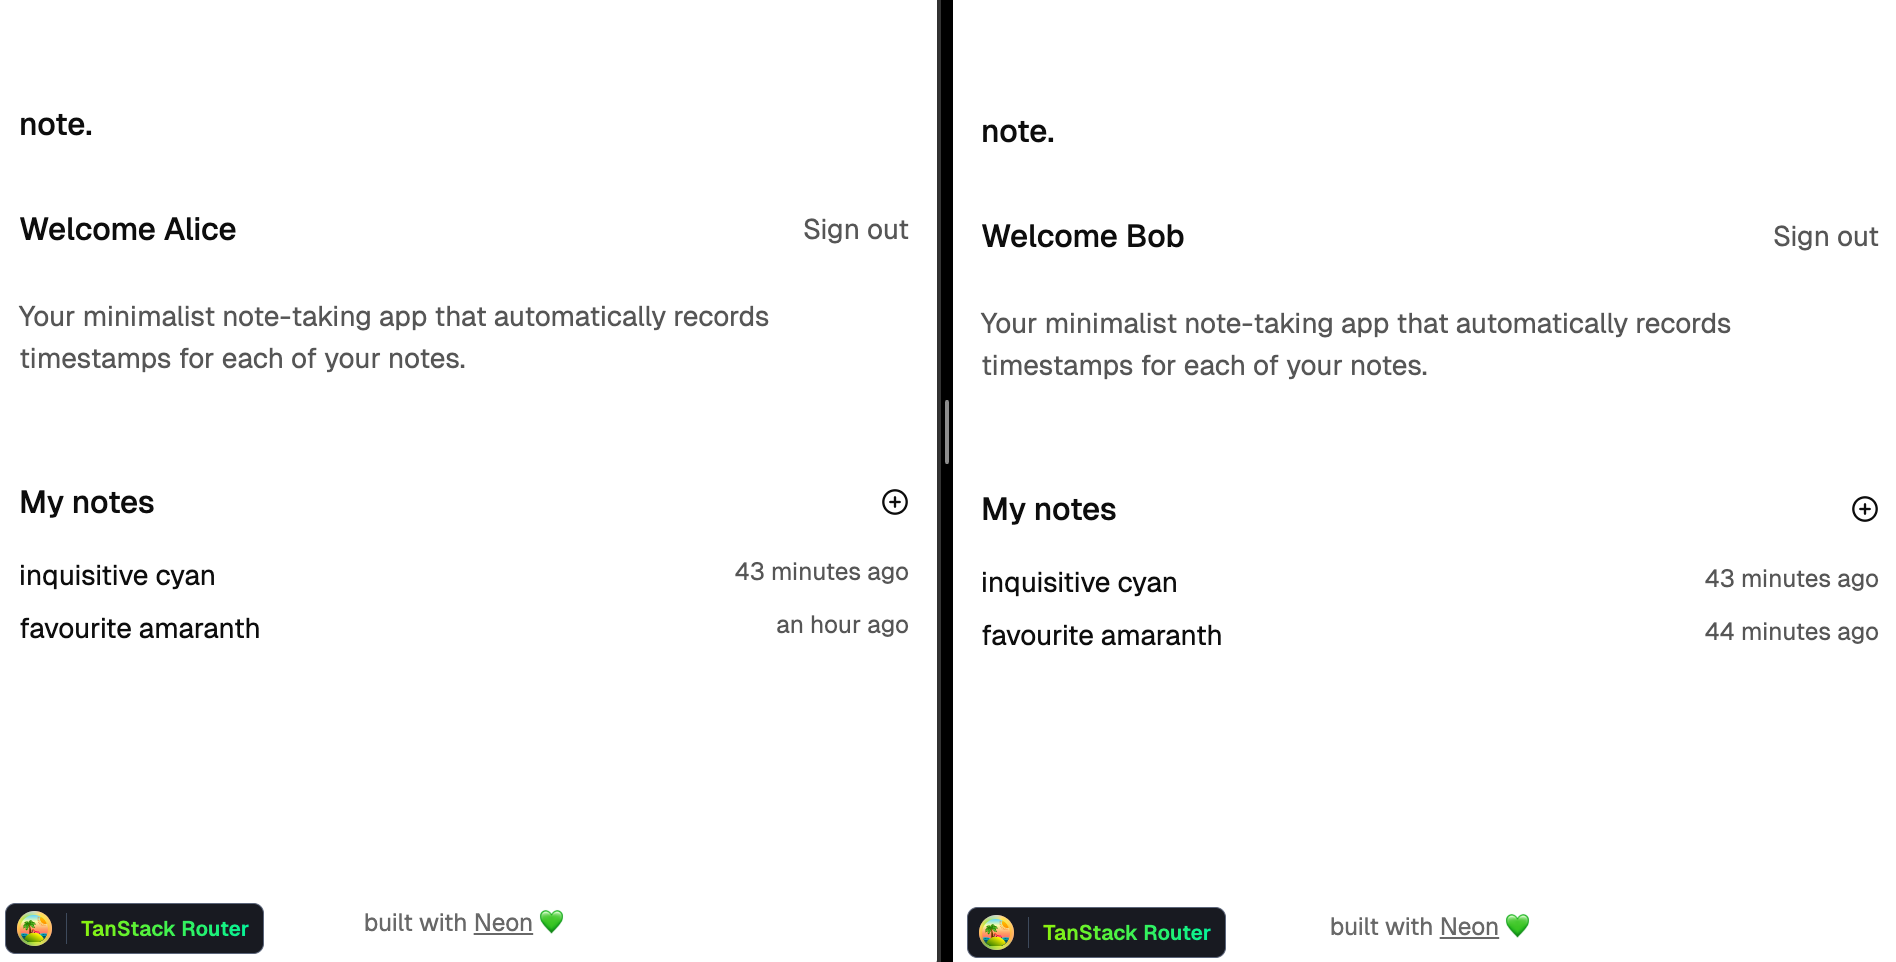 note.
Welcome Alice
Sign out
Your minimalist note-taking app that automatically records
timestamps for each of your notes.
My notes
inquisitive cyan
43 minutes ago
favourite amaranth
an hour ago
TanStack Router
built with Neon 💚
note.
Welcome Bob
Sign out
Your minimalist note-taking app that automatically records
timestamps for each of your notes.
My notes
inquisitive cyan
43 minutes ago
favourite amaranth
44 minutes ago
TanStack Router
built with Neon 💚